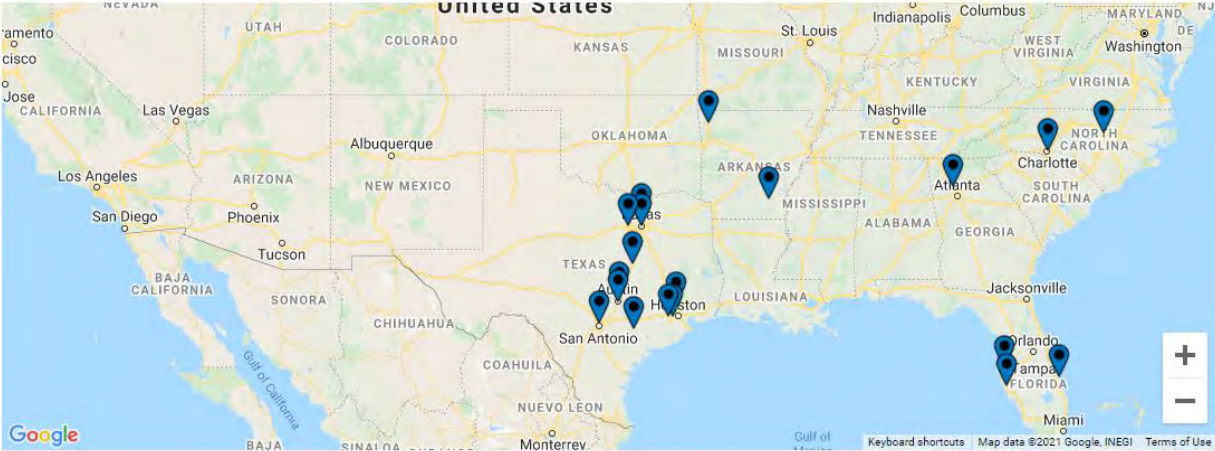 NEVADA
United States
Indianapolis
Columbus
MARYLAND
NJ
UTAH
COLORADO
KANSAS
MISSOURI
St. Louis
WEST
VIRGINIA
Washington
DE
ramento
cisco
Jose
CALIFORNIA
Las Vegas
KENTUCKY
VIRGINIA
Nashville
TENNESSEE
OKLAHOMA
NORTH
CAROLINA
Albuquerque
Charlotte
ARKANSAS
Los Angeles
ARIZONA
NEW MEXICO
Atlanta
SOUTH
CAROLINA
MISSISSIPPI
San Diego
Phoenix
as
ALABAMA
GEORGIA
Tucson
TEXAS
BAJA
CALIFORNIA
SONORA
Austin
LOUISIANA
Jacksonville
Houston
CHIHUAHUA
San Antonio
Orlando
COAHUILA
Tampa
FLORIDA
Gulf of California
NUEVO LEON
Miami
Google
BAJA
SINALOA
Monterrey
Gulf of
Keyboard shortcuts Map data ©2021 Google, INEGI Terms of Use